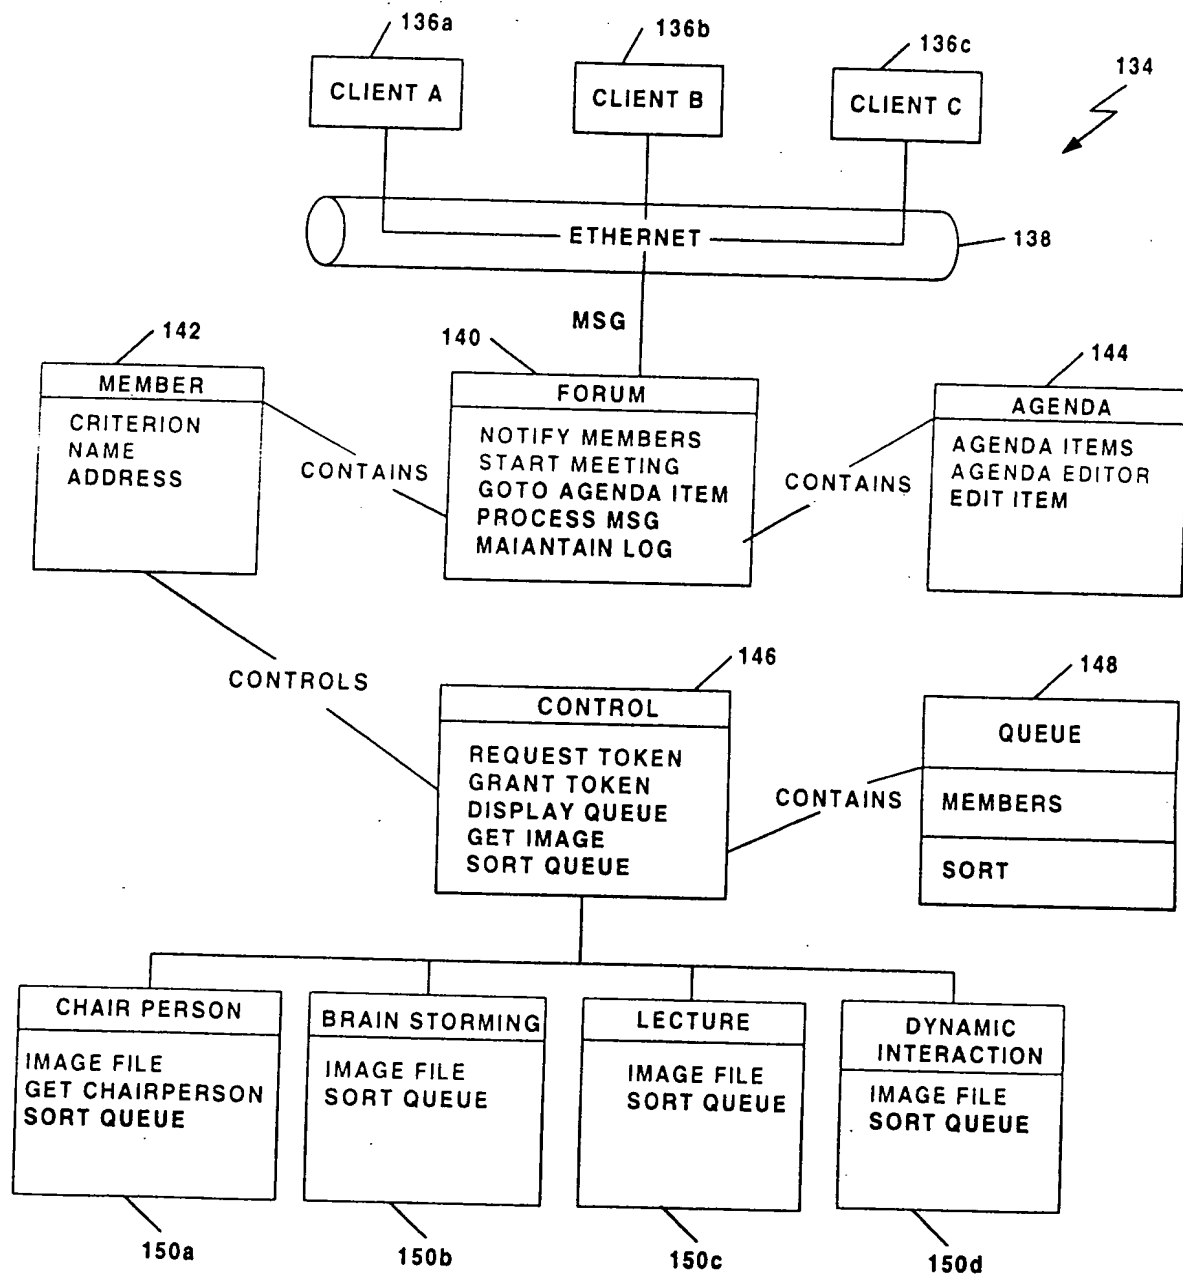 136a
136b
136c
134
CLIENT A
CLIENT B
CLIENT C
ETHERNET
138
MSG
142
140
144
MEMBER
CRITERION
NAME
ADDRESS
CONTAINS
FORUM
NOTIFY MEMBERS
START MEETING
GOTO AGENDA ITEM
PROCESS MSG
MAIANTAIN LOG
CONTAINS
AGENDA
AGENDA ITEMS
AGENDA EDITOR
EDIT ITEM
CONTROLS
146
148
CONTROL
REQUEST TOKEN
GRANT TOKEN
DISPLAY QUEUE
GET IMAGE
SORT QUEUE
CONTAINS
QUEUE
MEMBERS
SORT
CHAIR PERSON
IMAGE FILE
GET CHAIRPERSON
SORT QUEUE
BRAIN STORMING
IMAGE FILE
SORT QUEUE
LECTURE
IMAGE FILE
SORT QUEUE
DYNAMIC
INTERACTION
IMAGE FILE
SORT QUEUE
150a
150b
150c
150d